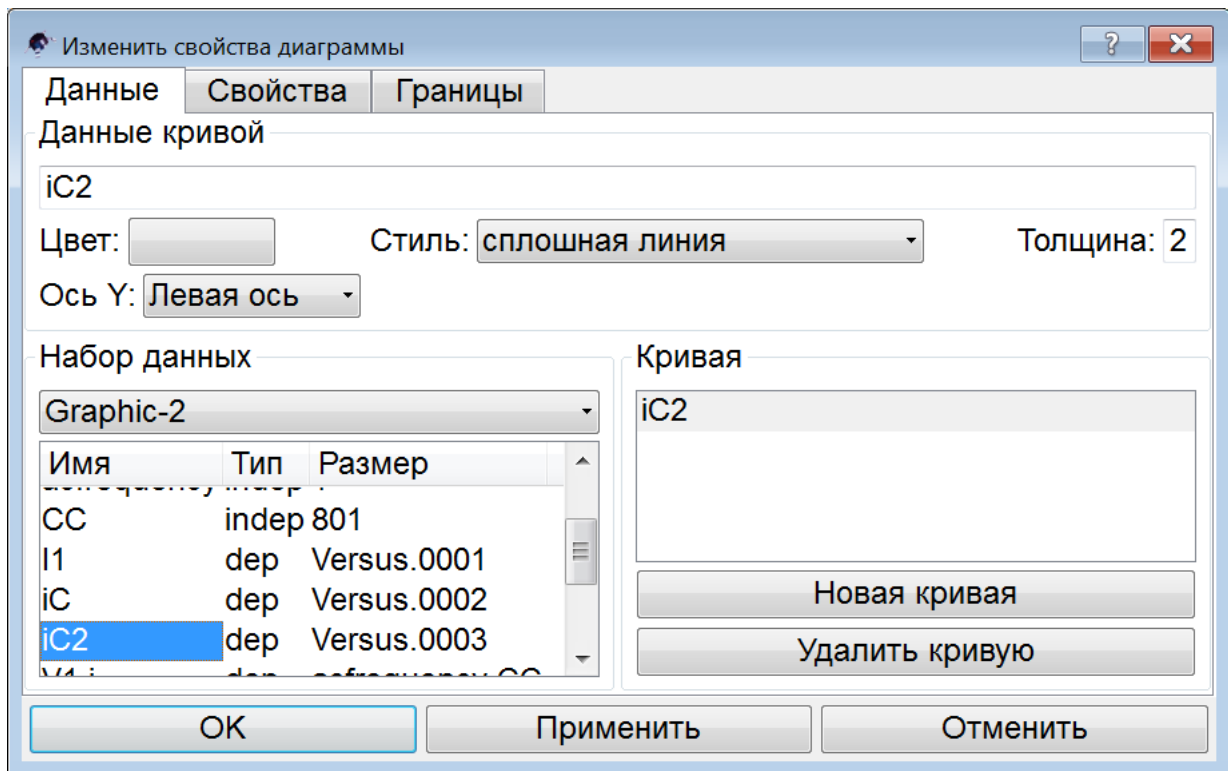 Изменить свойства диаграммы
Данные Свойства Границы
Данные кривой
iC2
Цвет: Стиль: сплошная линия Толщина: 2
Ось Y: Левая ось
Набор данных
Graphic-2
Имя Тип Размер
CC indep 801
I1 dep Versus.0001
iC dep Versus.0002
iC2 dep Versus.0003
Кривая
iC2
Новая кривая
Удалить кривую
OK Применить Отменить